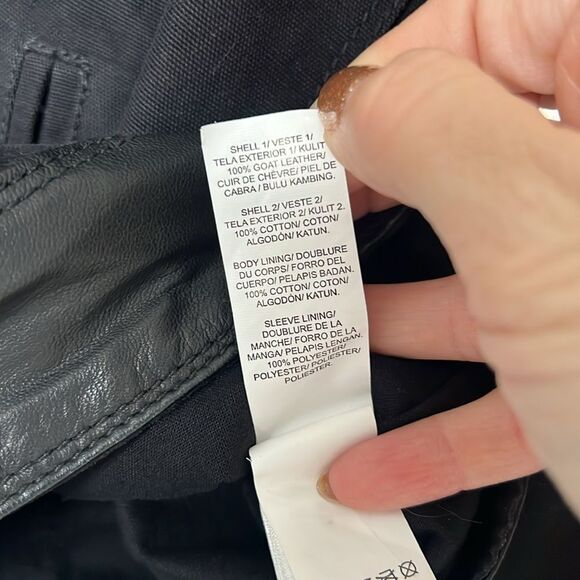 SHELL 1/ VESTE 1/
TELA EXTERIOR 1/ KULIT
100% GOAT LEATHER/
CUIR DE CHÈVRE/ PIEL DE
CABRA / BULU KAMBING.
SHELL 2/ VESTE 2/
TELA EXTERIOR 2/ KULIT 2.
100% COTTON/ COTON/
ALGODÓN/ KATUN.
BODY LINING/ DOUBLURE
DU CORPS/ FORRO DEL
CUERPO/ PELAPIS BADAN.
100% COTTON/ COTON/
ALGODÓN/ KATUN.
SLEEVE LINING/
DOUBLURE DE LA
MANCHE/ FORRO DE LA
MANGA/ PELAPIS LENGAN.
100% POLYESTER/
POLYESTER/ POLIESTER/
POLIESTER.